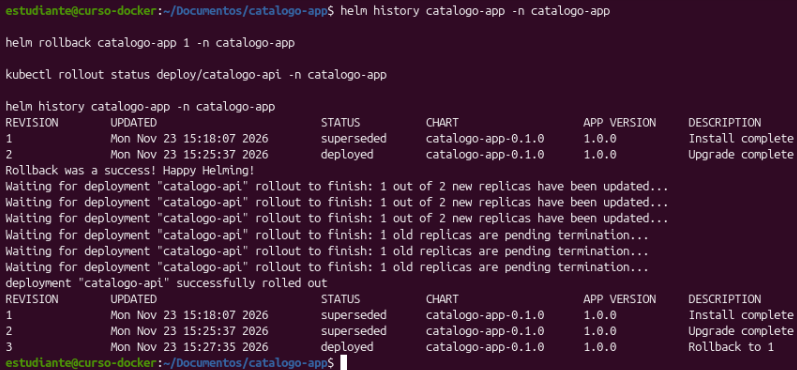 estudiante@curso-docker:~/Documentos/catalogo-app$ helm history catalogo-app -n catalogo-app
helm rollback catalogo-app 1 -n catalogo-app
kubectl rollout status deploy/catalogo-api -n catalogo-app
helm history catalogo-app -n catalogo-app
REVISION UPDATED STATUS CHART APP VERSION DESCRIPTION
1 Mon Nov 23 15:18:07 2026 superseded catalogo-app-0.1.0 1.0.0 Install complete
2 Mon Nov 23 15:25:37 2026 deployed catalogo-app-0.1.0 1.0.0 Upgrade complete
Rollback was a success! Happy Helming!
Waiting for deployment "catalogo-api" rollout to finish: 1 out of 2 new replicas have been updated...
Waiting for deployment "catalogo-api" rollout to finish: 1 out of 2 new replicas have been updated...
Waiting for deployment "catalogo-api" rollout to finish: 1 out of 2 new replicas have been updated...
Waiting for deployment "catalogo-api" rollout to finish: 1 old replicas are pending termination...
Waiting for deployment "catalogo-api" rollout to finish: 1 old replicas are pending termination...
Waiting for deployment "catalogo-api" rollout to finish: 1 old replicas are pending termination...
deployment "catalogo-api" successfully rolled out
REVISION UPDATED STATUS CHART APP VERSION DESCRIPTION
1 Mon Nov 23 15:18:07 2026 superseded catalogo-app-0.1.0 1.0.0 Install complete
2 Mon Nov 23 15:25:37 2026 superseded catalogo-app-0.1.0 1.0.0 Upgrade complete
3 Mon Nov 23 15:27:35 2026 deployed catalogo-app-0.1.0 1.0.0 Rollback to 1
estudiante@curso-docker:~/Documentos/catalogo-app$